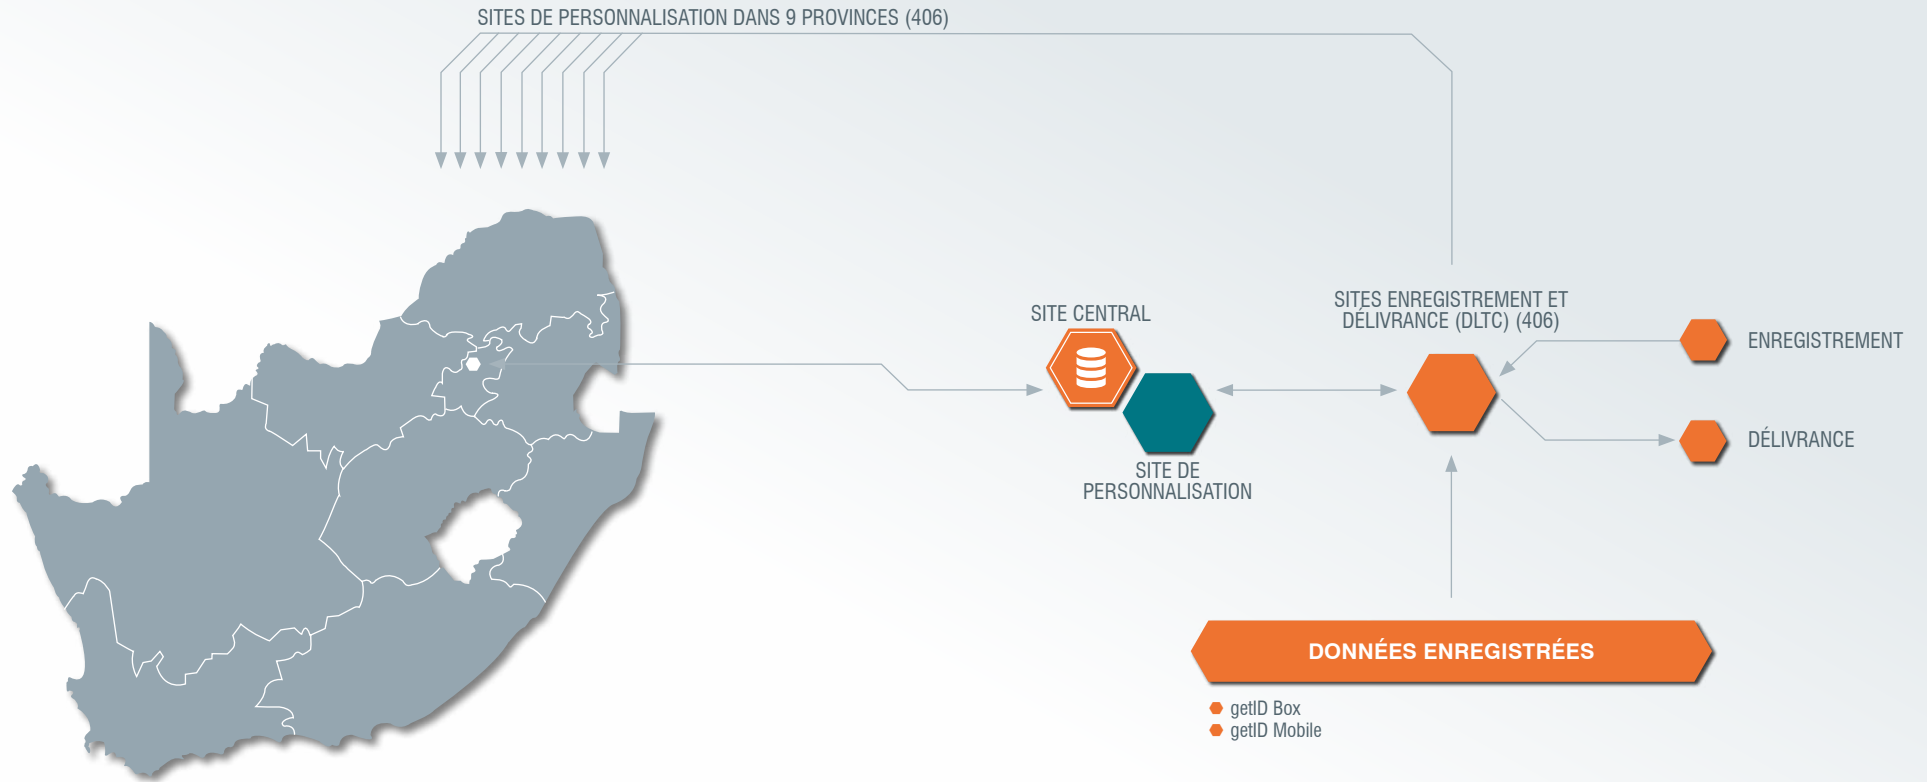 SITES DE PERSONNALISATION DANS 9 PROVINCES (406)
SITE CENTRAL
SITE DE
PERSONNALISATION
SITES ENREGISTREMENT ET
DÉLIVRANCE (DLTC) (406)
ENREGISTREMENT
DÉLIVRANCE
DONNÉES ENREGISTRÉES
getID Box
getID Mobile